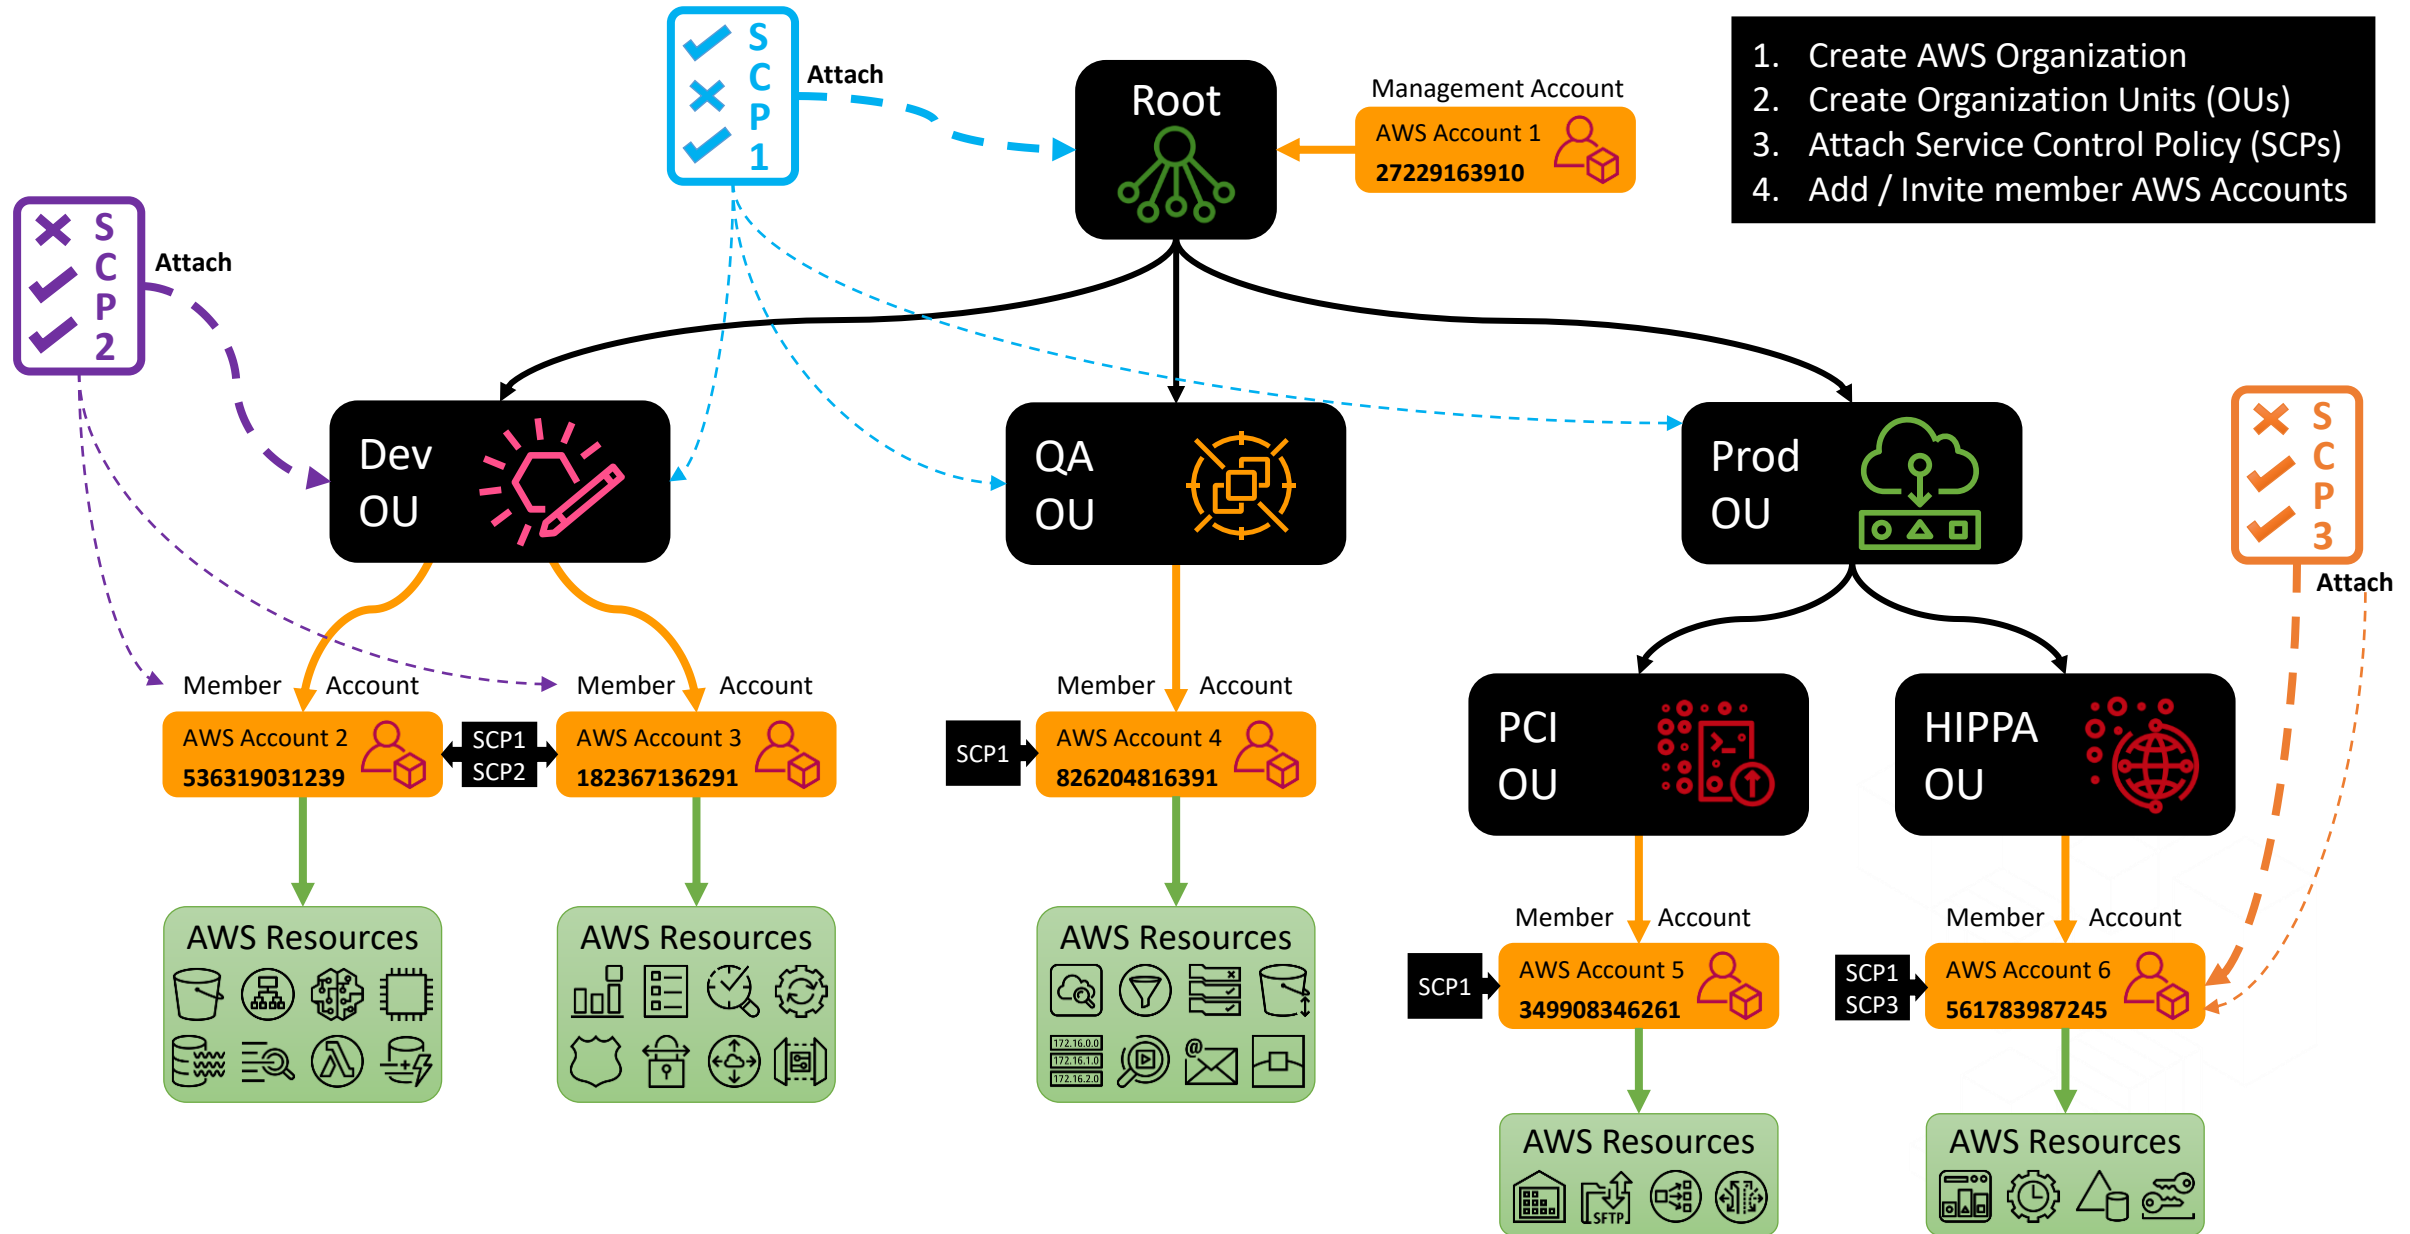 S
C
P
1
Attach
Root
Management Account
AWS Account 1
27229163910
1. Create AWS Organization
2. Create Organization Units (OUs)
3. Attach Service Control Policy (SCPs)
4. Add / Invite member AWS Accounts
S
C
P
2
Attach
Dev
OU
QA
OU
Prod
OU
S
C
P
3
Attach
Member Account
AWS Account 2
536319031239
SCP1
SCP2
Member Account
AWS Account 3
182367136291
SCP1
Member Account
AWS Account 4
826204816391
PCI
OU
HIPPA
OU
AWS Resources
AWS Resources
AWS Resources
172.16.0.0
172.16.1.0
172.16.2.0
@
SCP1
Member Account
AWS Account 5
349908346261
SCP1
SCP3
Member Account
AWS Account 6
561783987245
AWS Resources
SFTP
AWS Resources